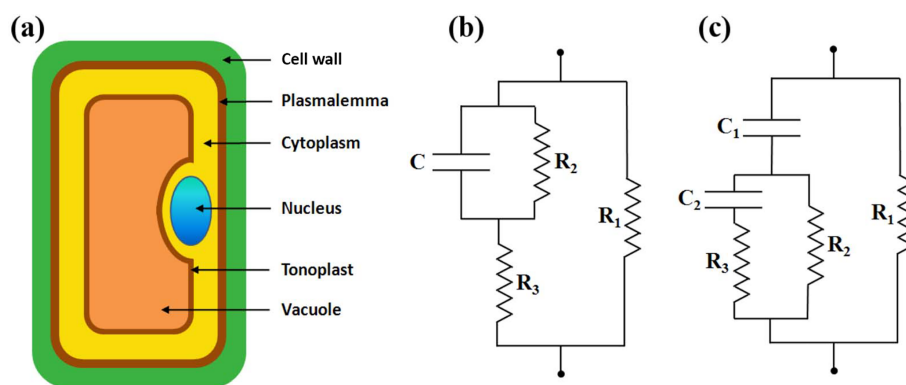 (a)
Cell wall
Plasmalemma
Cytoplasm
Nucleus
Tonoplast
Vacuole
(b)
C
R₂
R₁
R₃
(c)
C₁
C₂
R₁
R₃
R₂